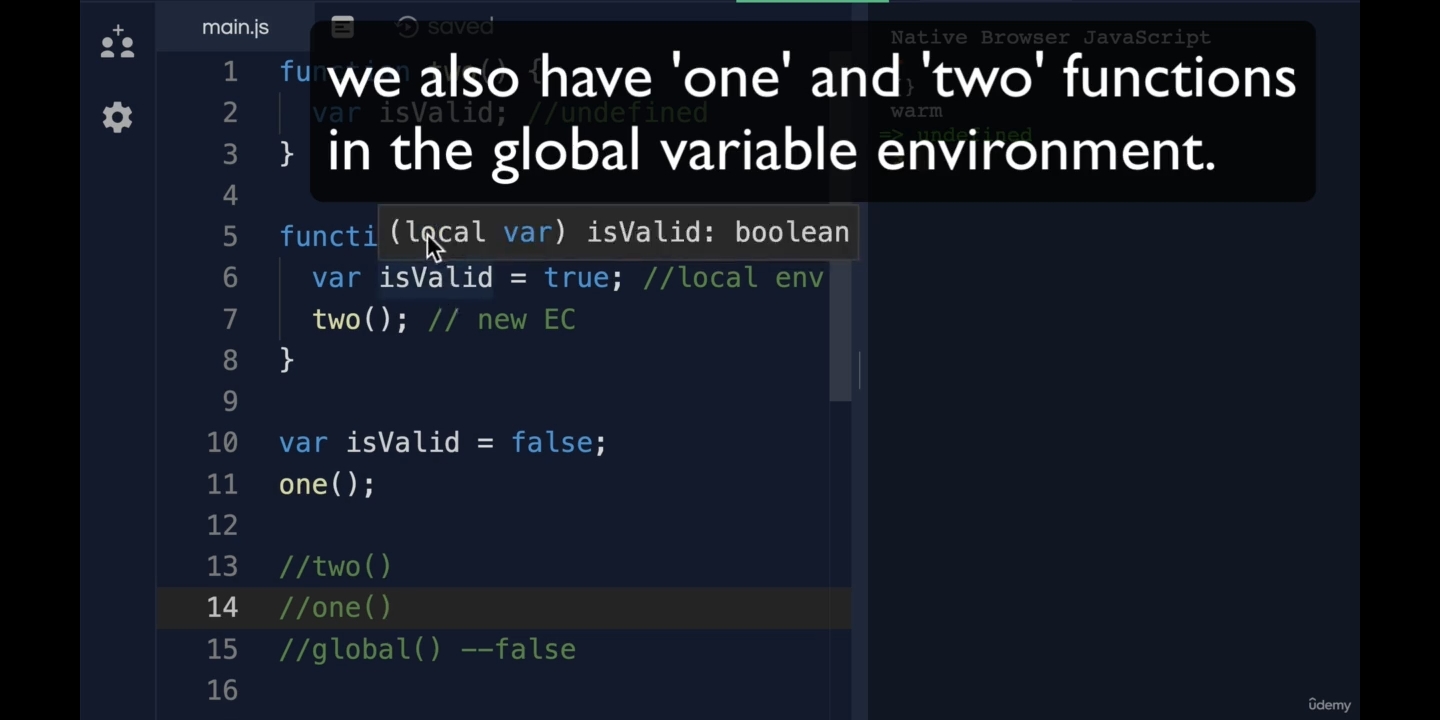 main.js
saved
Native Browser JavaScript
we also have 'one' and 'two' functions
in the global variable environment.
warm
=> undefined
1 function two() {
2 var isValid; //undefined
3 }
4
(local var) isValid: boolean
5 functi
6 var isValid = true; //local env
7 two(); // new EC
8 }
9
10 var isValid = false;
11 one();
12
13 //two()
14 //one()
15 //global() --false
16
ûdemy